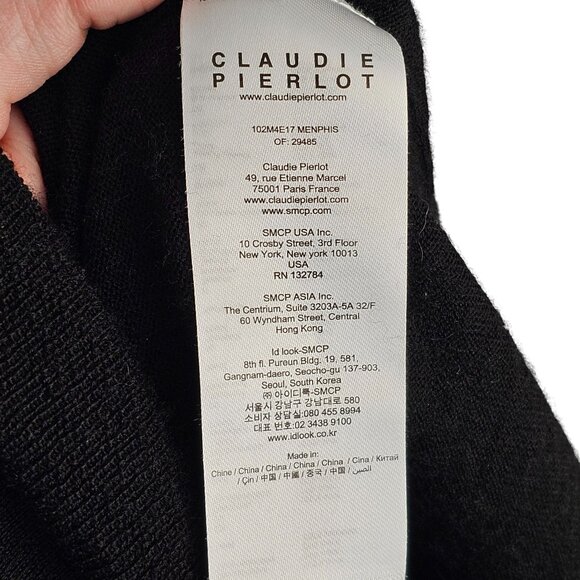 CLAUDIE
PIERLOT
www.claudiepierlot.com
102M4E17 MENPHIS
OF: 29485
Claudie Pierlot
49, rue Etienne Marcel
75001 Paris France
www.claudiepierlot.com
www.smcp.com
SMCP USA Inc.
10 Crosby Street, 3rd Floor
New York, New york 10013
USA
RN 132784
SMCP ASIA Inc.
The Centrium, Suite 3203A-5A 32/F
60 Wyndham Street, Central
Hong Kong
Id look-SMCP
8th fl. Pureun Bldg 19, 581,
Gangnam-daero, Seocho-gu 137-903,
Seoul, South Korea
㈜ 아이디룩-SMCP
서울시 강남구 강남대로 580
소비자 상담실:080 455 8994
번호:02 3438 9100
www.idlook.co.kr
Made in:
Chine / China / China / China / China / Cina / Китай
/ Çin / 中国 / 中國 / 중국 / 中国 / الصين